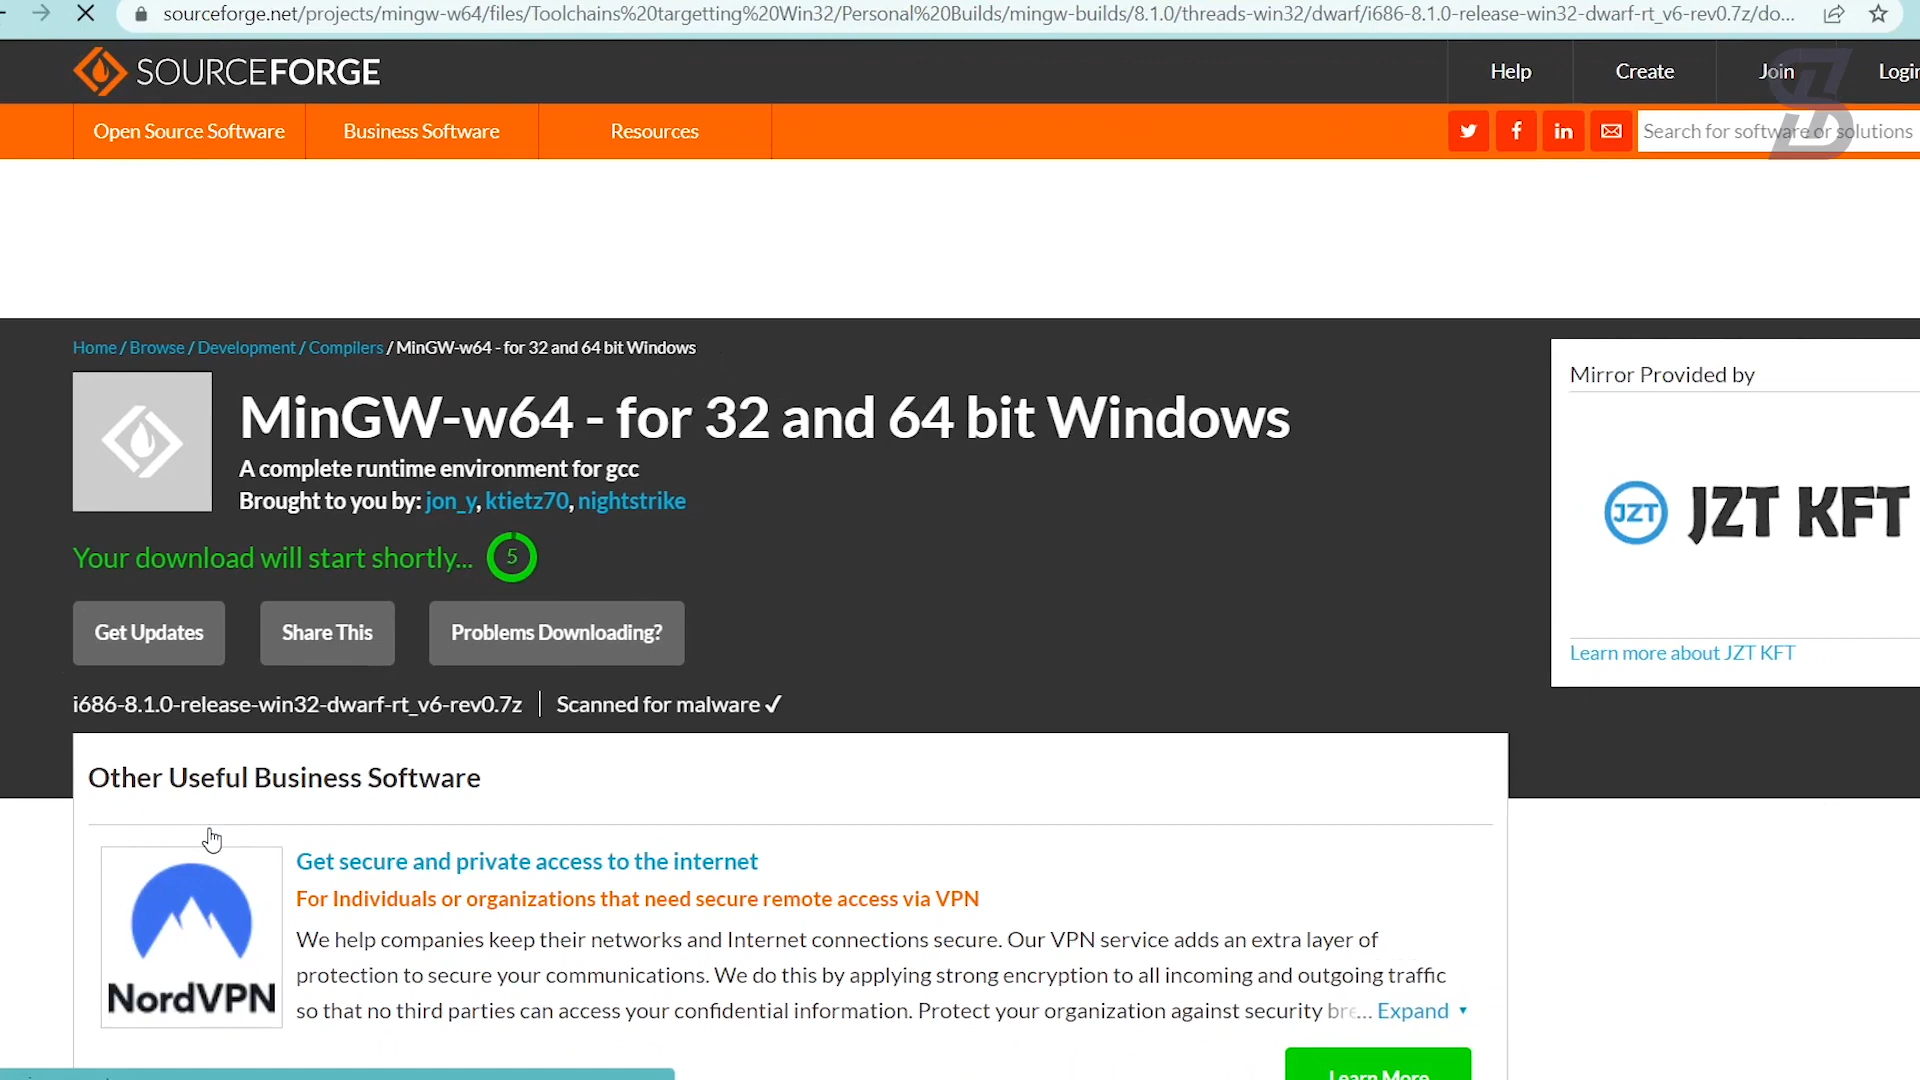 sourceforge.net/projects/mingw-w64/files/Toolchains%20targetting%20Win32/Personal%20Builds/mingw-builds/8.1.0/threads-win32/dwarf/i686-8.1.0-release-win32-dwarf-rt_v6-rev0.7z/do...
SOURCEFORGE
Help
Create
Join
Login
Open Source Software
Business Software
Resources
Search for software or solutions
Home / Browse / Development / Compilers / MinGW-w64 - for 32 and 64 bit Windows
MinGW-w64 - for 32 and 64 bit Windows
A complete runtime environment for gcc
Brought to you by: jon_y, ktietz70, nightstrike
Your download will start shortly... 5
Get Updates
Share This
Problems Downloading?
i686-8.1.0-release-win32-dwarf-rt_v6-rev0.7z
Scanned for malware ✓
Mirror Provided by
JZT JZT KFT
Learn more about JZT KFT
Other Useful Business Software
NordVPN
Get secure and private access to the internet
For Individuals or organizations that need secure remote access via VPN
We help companies keep their networks and Internet connections secure. Our VPN service adds an extra layer of
protection to secure your communications. We do this by applying strong encryption to all incoming and outgoing traffic
so that no third parties can access your confidential information. Protect your organization against security bre... Expand
Learn More